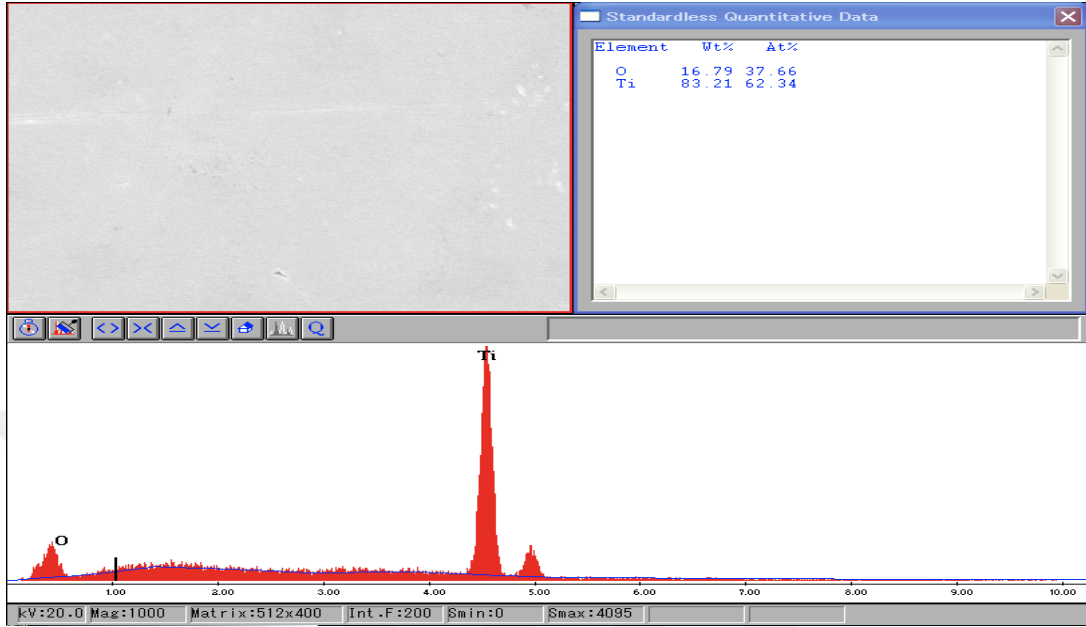 Standardless Quantitative Data
Element Wt% At%
O 16.79 37.66
Ti 83.21 62.34
Q
Ti
O
1.00 2.00 3.00 4.00 5.00 6.00 7.00 8.00 9.00 10.00
kV:20.0 Mag:1000 Matrix:512x400 Int.F:200 Smin:0 Smax:4095